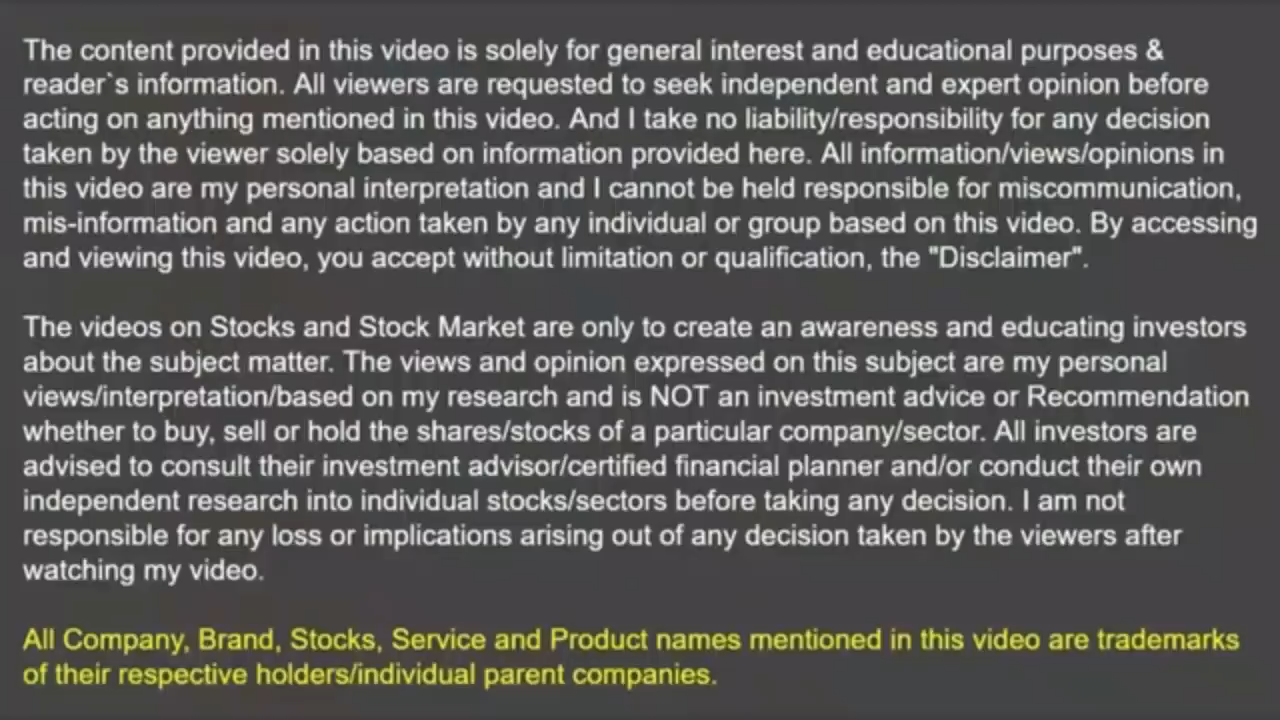 The content provided in this video is solely for general interest and educational purposes &
reader`s information. All viewers are requested to seek independent and expert opinion before
acting on anything mentioned in this video. And I take no liability/responsibility for any decision
taken by the viewer solely based on information provided here. All information/views/opinions in
this video are my personal interpretation and I cannot be held responsible for miscommunication,
mis-information and any action taken by any individual or group based on this video. By accessing
and viewing this video, you accept without limitation or qualification, the "Disclaimer".
The videos on Stocks and Stock Market are only to create an awareness and educating investors
about the subject matter. The views and opinion expressed on this subject are my personal
views/interpretation/based on my research and is NOT an investment advice or Recommendation
whether to buy, sell or hold the shares/stocks of a particular company/sector. All investors are
advised to consult their investment advisor/certified financial planner and/or conduct their own
independent research into individual stocks/sectors before taking any decision. I am not
responsible for any loss or implications arising out of any decision taken by the viewers after
watching my video.
All Company, Brand, Stocks, Service and Product names mentioned in this video are trademarks
of their respective holders/individual parent companies.